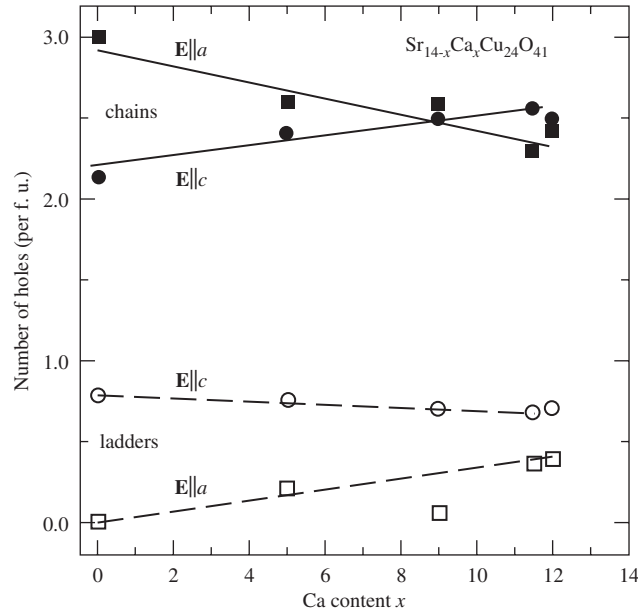 3.0
E||a
Sr14-xCaxCu24O41
chains
2.0
E||c
Number of holes (per f. u.)
1.0
E||c
ladders
E||a
0.0
0 2 4 6 8 10 12 14
Ca content x